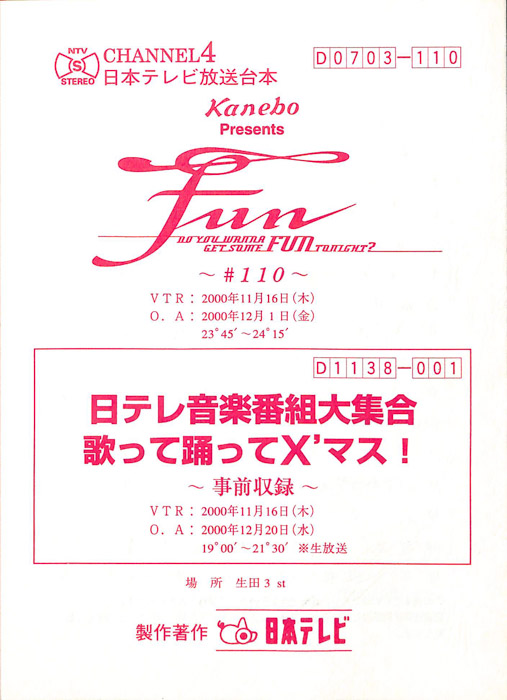 NTV
S
STEREO
CHANNEL4
日本テレビ放送台本
D0703-110
Kanebo
Presents
Fun
DO YOU WANNA
GET SOME FUN TONIGHT?
～#110～
VTR：2000年11月16日(木)
O.A：2000年12月1日(金)
23゜45´～24゜15´
D1138-001
日テレ音楽番組大集合
歌って踊ってX’マス！
～事前収録～
VTR：2000年11月16日(木)
O.A：2000年12月20日(水)
19゜00´～21゜30´ ※生放送
場 所 生田3 st
製作著作 日本テレビ